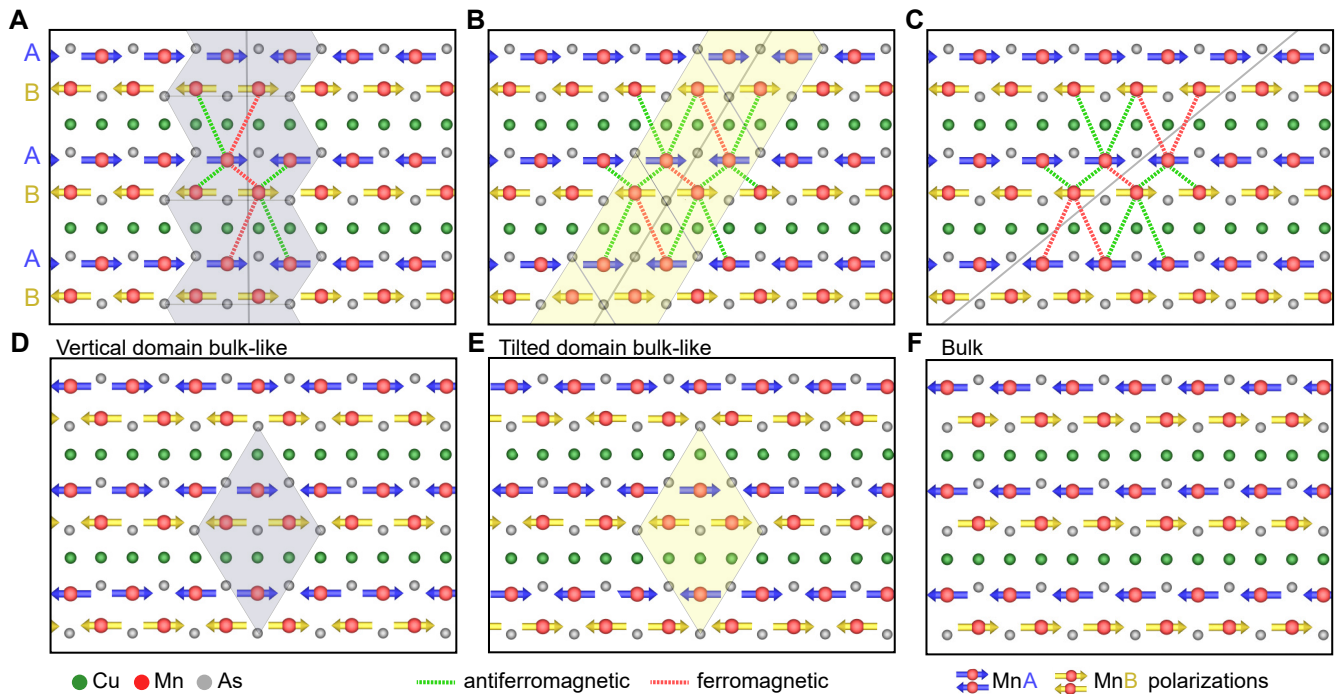 A B C
A
B
A
B
A
B
D Vertical domain bulk-like E Tilted domain bulk-like F Bulk
Cu Mn As antiferromagnetic ferromagnetic MnA MnB polarizations